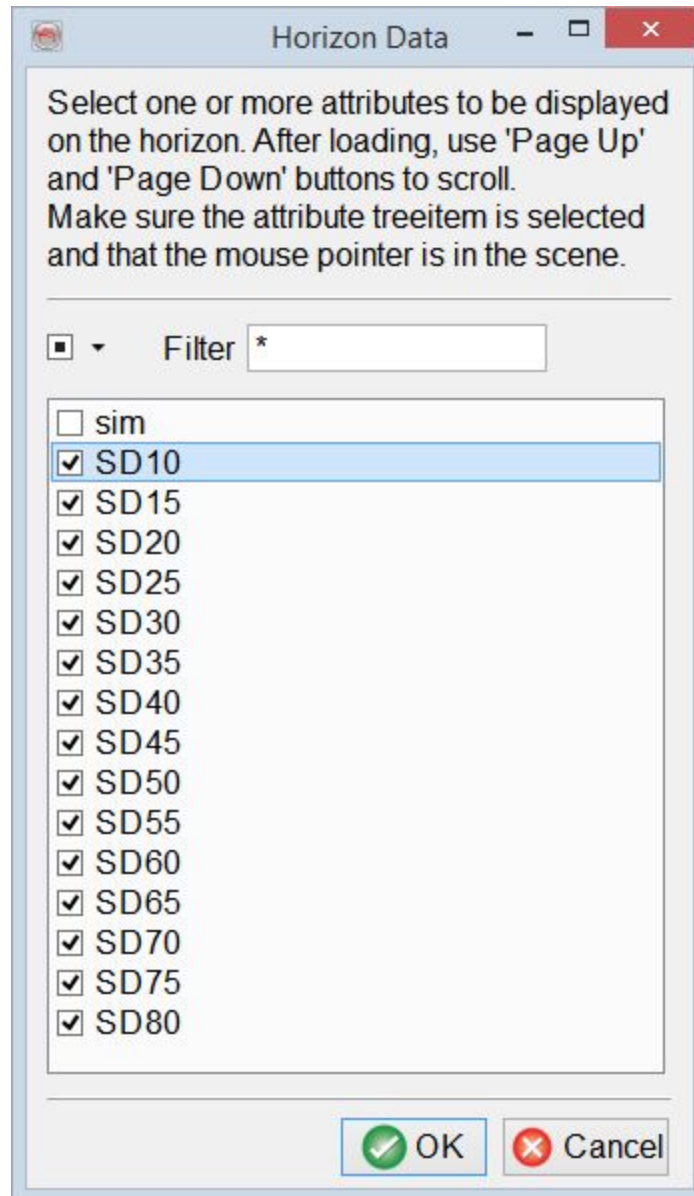 Horizon Data
Select one or more attributes to be displayed
on the horizon. After loading, use 'Page Up'
and 'Page Down' buttons to scroll.
Make sure the attribute treeitem is selected
and that the mouse pointer is in the scene.
Filter *
sim
SD10
SD15
SD20
SD25
SD30
SD35
SD40
SD45
SD50
SD55
SD60
SD65
SD70
SD75
SD80
OK Cancel